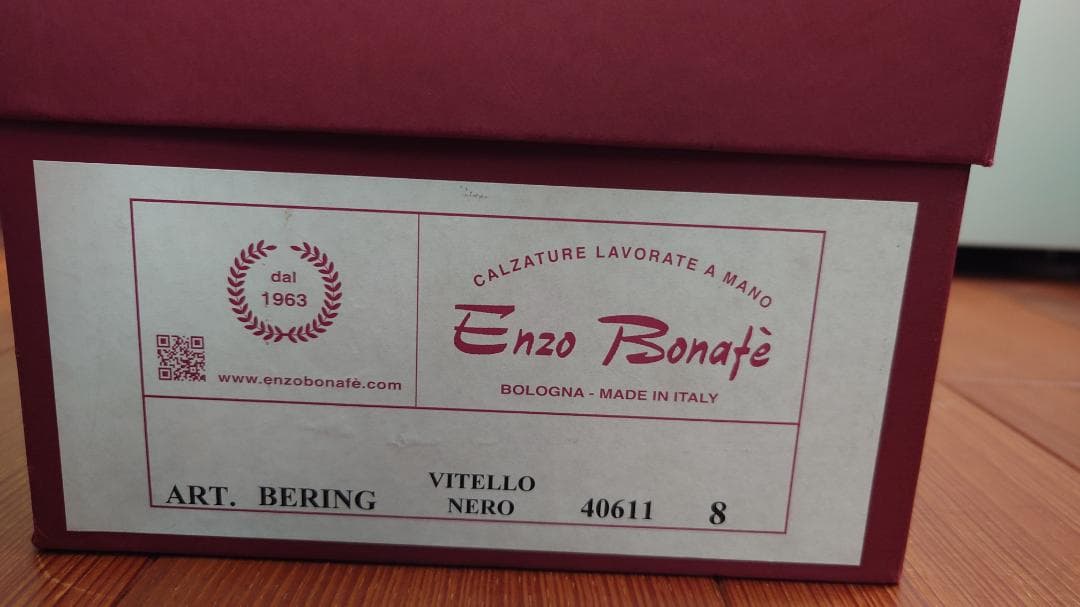 dal
1963
www.enzobonafè.com
CALZATURE LAVORATE A MANO
Enzo Bonafè
BOLOGNA - MADE IN ITALY
ART. BERING
VITELLO
NERO
40611
8